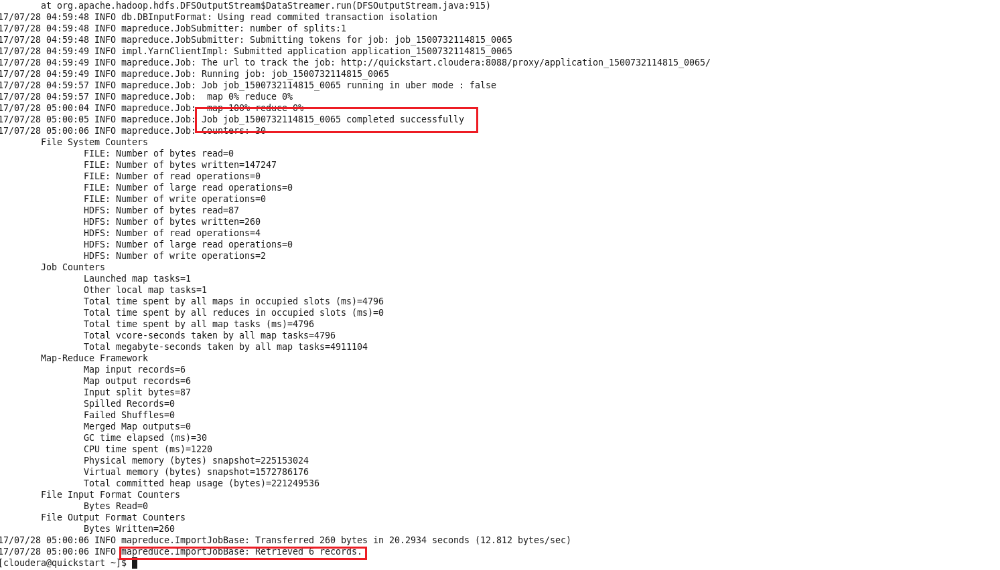 at org.apache.hadoop.hdfs.DFSOutputStream$DataStreamer.run(DFSOutputStream.java:915)
17/07/28 04:59:48 INFO db.DBInputFormat: Using read commited transaction isolation
17/07/28 04:59:48 INFO mapreduce.JobSubmitter: number of splits:1
17/07/28 04:59:48 INFO mapreduce.JobSubmitter: Submitting tokens for job: job_1500732114815_0065
17/07/28 04:59:49 INFO impl.YarnClientImpl: Submitted application application_1500732114815_0065
17/07/28 04:59:49 INFO mapreduce.Job: The url to track the job: http://quickstart.cloudera:8088/proxy/application_1500732114815_0065/
17/07/28 04:59:49 INFO mapreduce.Job: Running job: job_1500732114815_0065
17/07/28 04:59:57 INFO mapreduce.Job: Job job_1500732114815_0065 running in uber mode : false
17/07/28 04:59:57 INFO mapreduce.Job:  map 0% reduce 0%
17/07/28 05:00:04 INFO mapreduce.Job:  map 100% reduce 0%
17/07/28 05:00:05 INFO mapreduce.Job: Job job_1500732114815_0065 completed successfully
17/07/28 05:00:06 INFO mapreduce.Job: Counters: 30
File System Counters
FILE: Number of bytes read=0
FILE: Number of bytes written=147247
FILE: Number of read operations=0
FILE: Number of large read operations=0
FILE: Number of write operations=0
HDFS: Number of bytes read=87
HDFS: Number of bytes written=260
HDFS: Number of read operations=4
HDFS: Number of large read operations=0
HDFS: Number of write operations=2
Job Counters
Launched map tasks=1
Other local map tasks=1
Total time spent by all maps in occupied slots (ms)=4796
Total time spent by all reduces in occupied slots (ms)=0
Total time spent by all map tasks (ms)=4796
Total vcore-seconds taken by all map tasks=4796
Total megabyte-seconds taken by all map tasks=4911104
Map-Reduce Framework
Map input records=6
Map output records=6
Input split bytes=87
Spilled Records=0
Failed Shuffles=0
Merged Map outputs=0
GC time elapsed (ms)=30
CPU time spent (ms)=1220
Physical memory (bytes) snapshot=225153024
Virtual memory (bytes) snapshot=1572786176
Total committed heap usage (bytes)=221249536
File Input Format Counters
Bytes Read=0
File Output Format Counters
Bytes Written=260
17/07/28 05:00:06 INFO mapreduce.ImportJobBase: Transferred 260 bytes in 20.2934 seconds (12.812 bytes/sec)
17/07/28 05:00:06 INFO mapreduce.ImportJobBase: Retrieved 6 records.
[cloudera@quickstart ~]$